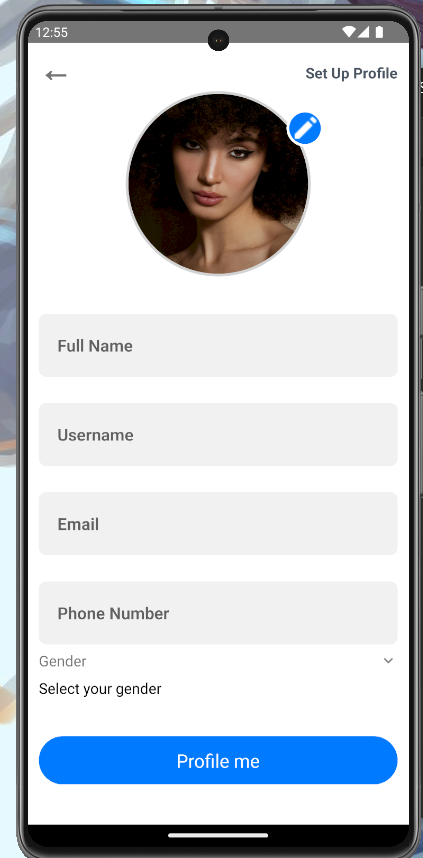 12:55
Set Up Profile
Full Name
Username
Email
Phone Number
Gender
Select your gender
Profile me